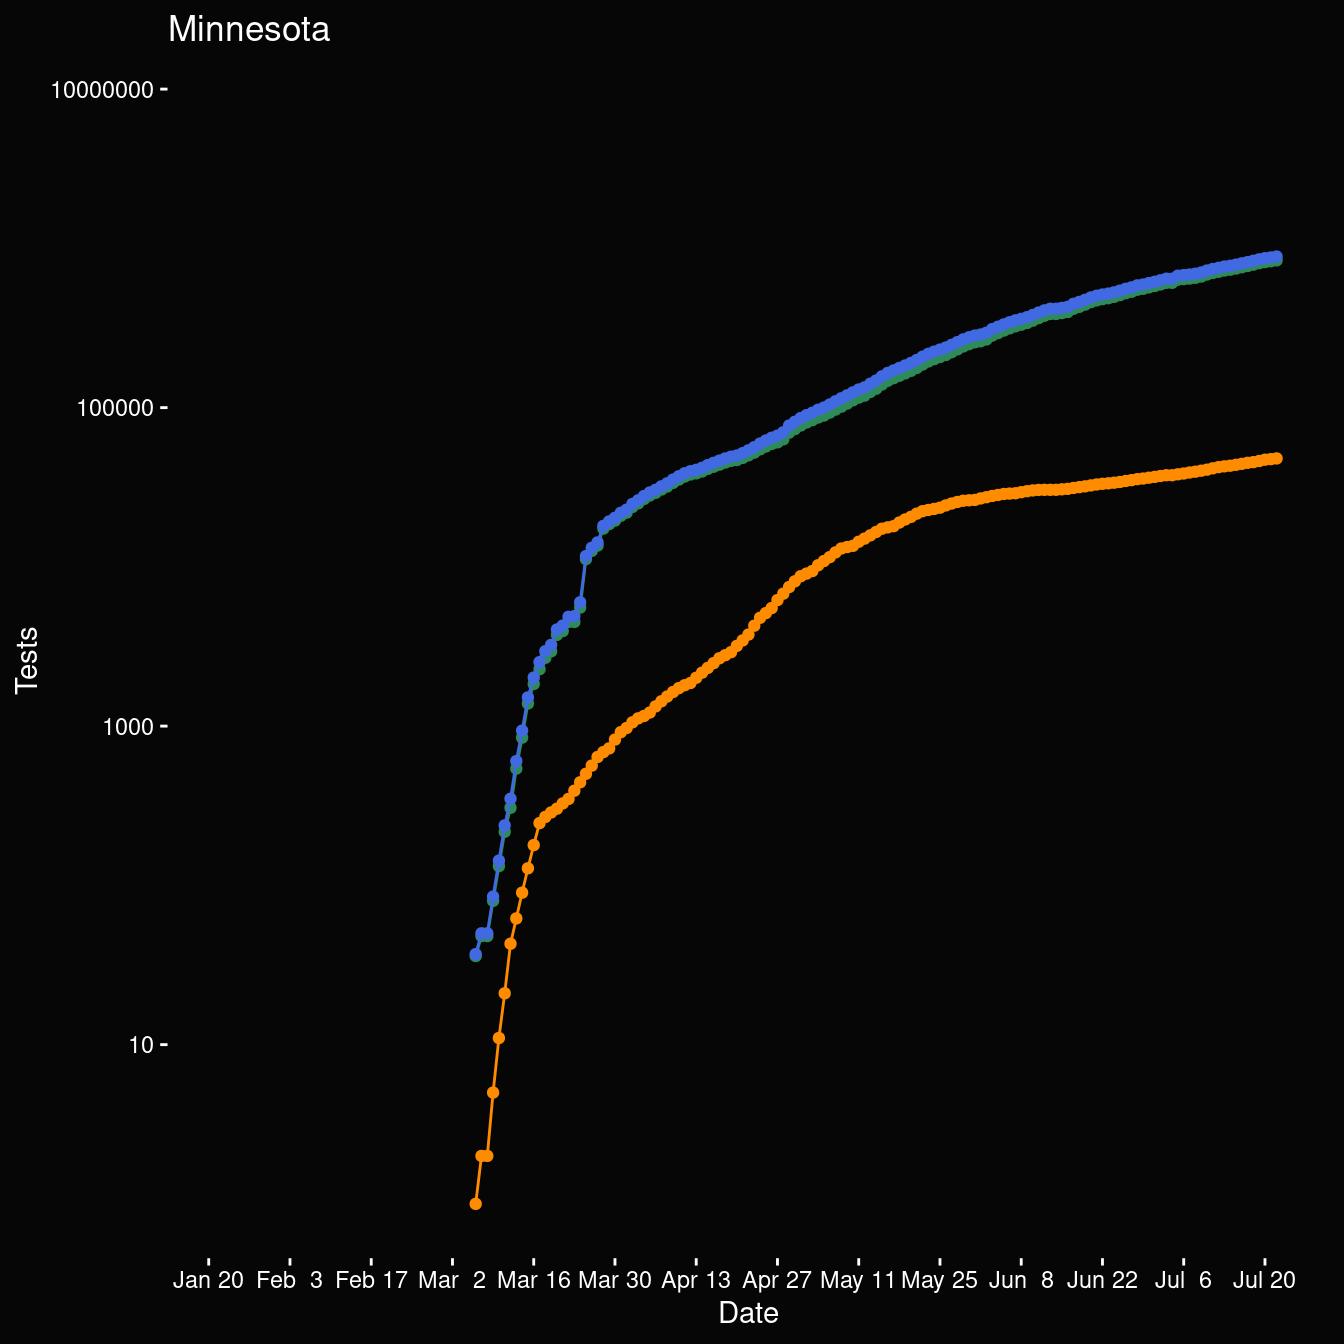 Minnesota
10000000
100000
1000
10
Tests
Jan 20 Feb  3 Feb 17 Mar  2 Mar 16 Mar 30 Apr 13 Apr 27 May 11 May 25 Jun  8 Jun 22 Jul  6 Jul 20
Date